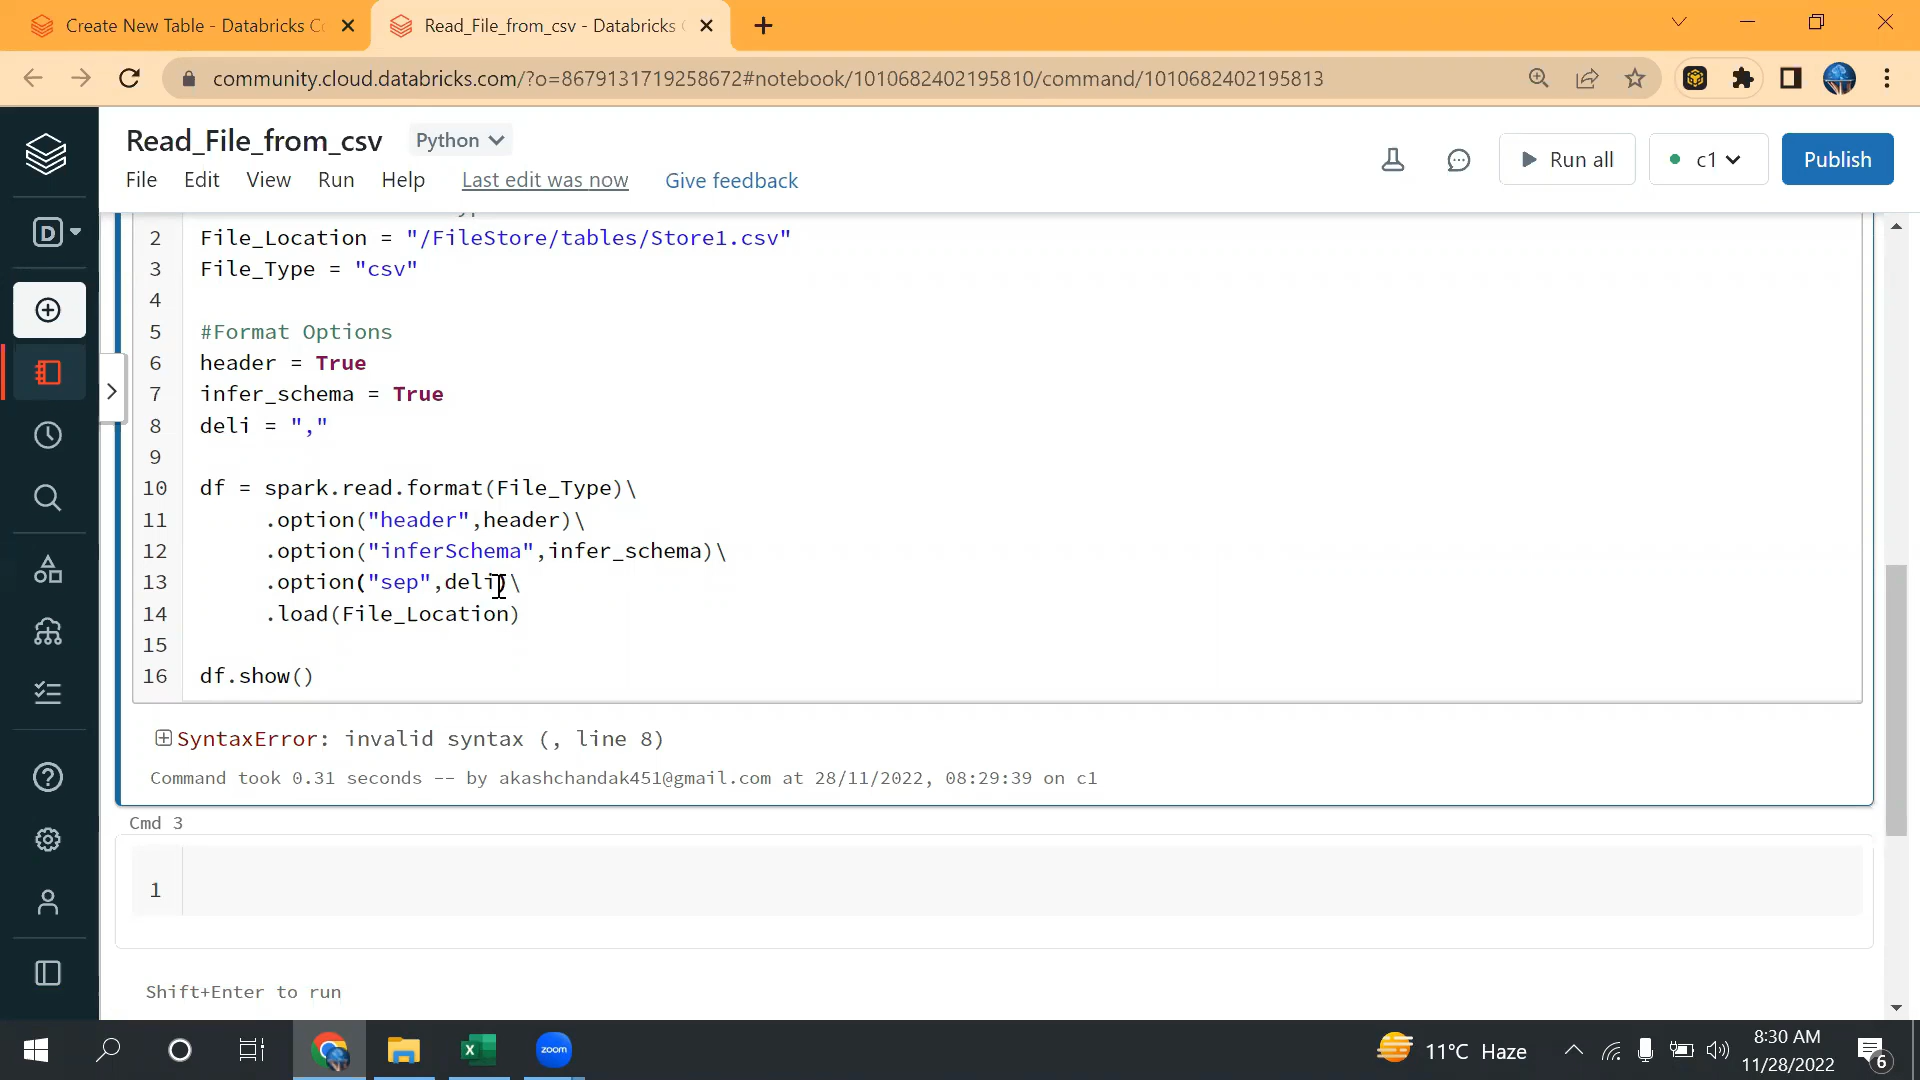 Create New Table - Databricks C
Read_File_from_csv - Databricks
community.cloud.databricks.com/?o=8679131719258672#notebook/1010682402195810/command/1010682402195813
Read_File_from_csv Python
File Edit View Run Help Last edit was now Give feedback
Run all c1 Publish
D
2 File_Location = "/FileStore/tables/Store1.csv"
3 File_Type = "csv"
4
5 #Format Options
6 header = True
7 infer_schema = True
8 deli = ","
9
10 df = spark.read.format(File_Type)\
11 .option("header",header)\
12 .option("inferSchema",infer_schema)\
13 .option("sep",deli)\
14 .load(File_Location)
15
16 df.show()
SyntaxError: invalid syntax (, line 8)
Command took 0.31 seconds -- by akashchandak451@gmail.com at 28/11/2022, 08:29:39 on c1
Cmd 3
1
Shift+Enter to run
zoom
11°C Haze
8:30 AM
11/28/2022
6